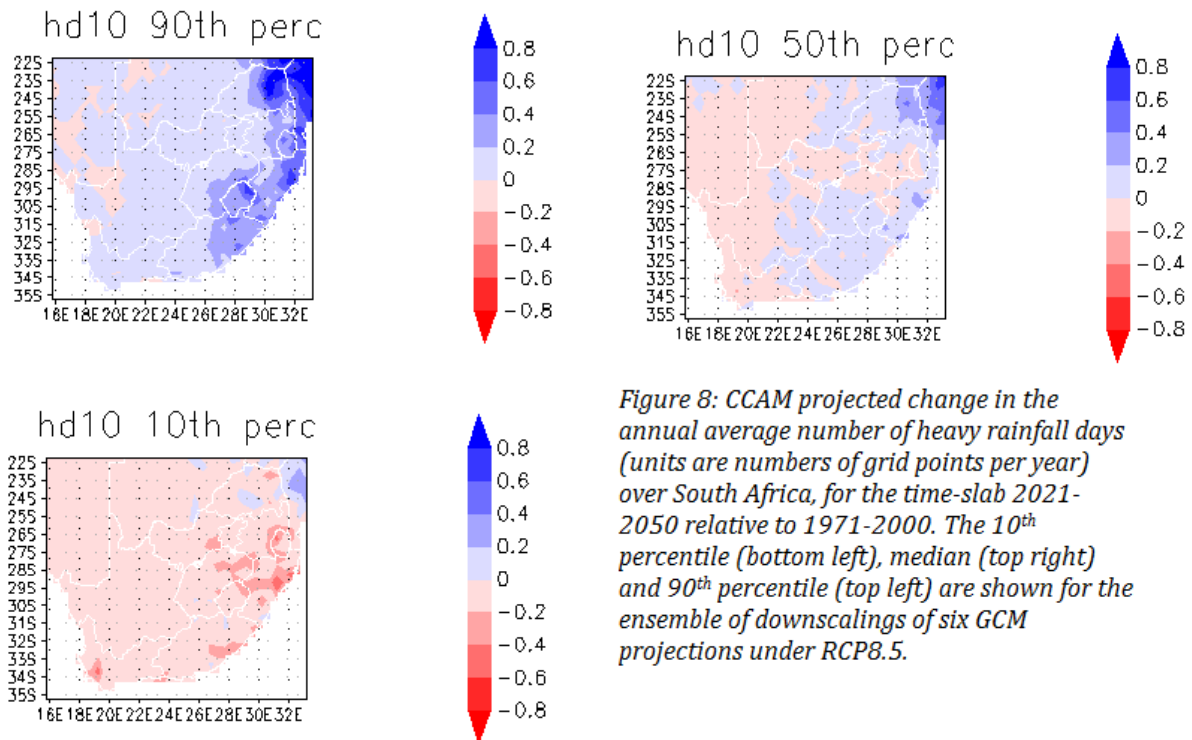 hd10 90th perc
22S
23S
24S
25S
26S
27S
28S
29S
30S
31S
32S
33S
34S
35S
16E 18E 20E 22E 24E 26E 28E 30E 32E
0.8
0.6
0.4
0.2
0
−0.2
−0.4
−0.6
−0.8
hd10 50th perc
22S
23S
24S
25S
26S
27S
28S
29S
30S
31S
32S
33S
34S
35S
16E 18E 20E 22E 24E 26E 28E 30E 32E
0.8
0.6
0.4
0.2
0
−0.2
−0.4
−0.6
−0.8
hd10 10th perc
22S
23S
24S
25S
26S
27S
28S
29S
30S
31S
32S
33S
34S
35S
16E 18E 20E 22E 24E 26E 28E 30E 32E
0.8
0.6
0.4
0.2
0
−0.2
−0.4
−0.6
−0.8
Figure 8: CCAM projected change in the
annual average number of heavy rainfall days
(units are numbers of grid points per year)
over South Africa, for the time-slab 2021-
2050 relative to 1971-2000. The 10th
percentile (bottom left), median (top right)
and 90th percentile (top left) are shown for the
ensemble of downscalings of six GCM
projections under RCP8.5.